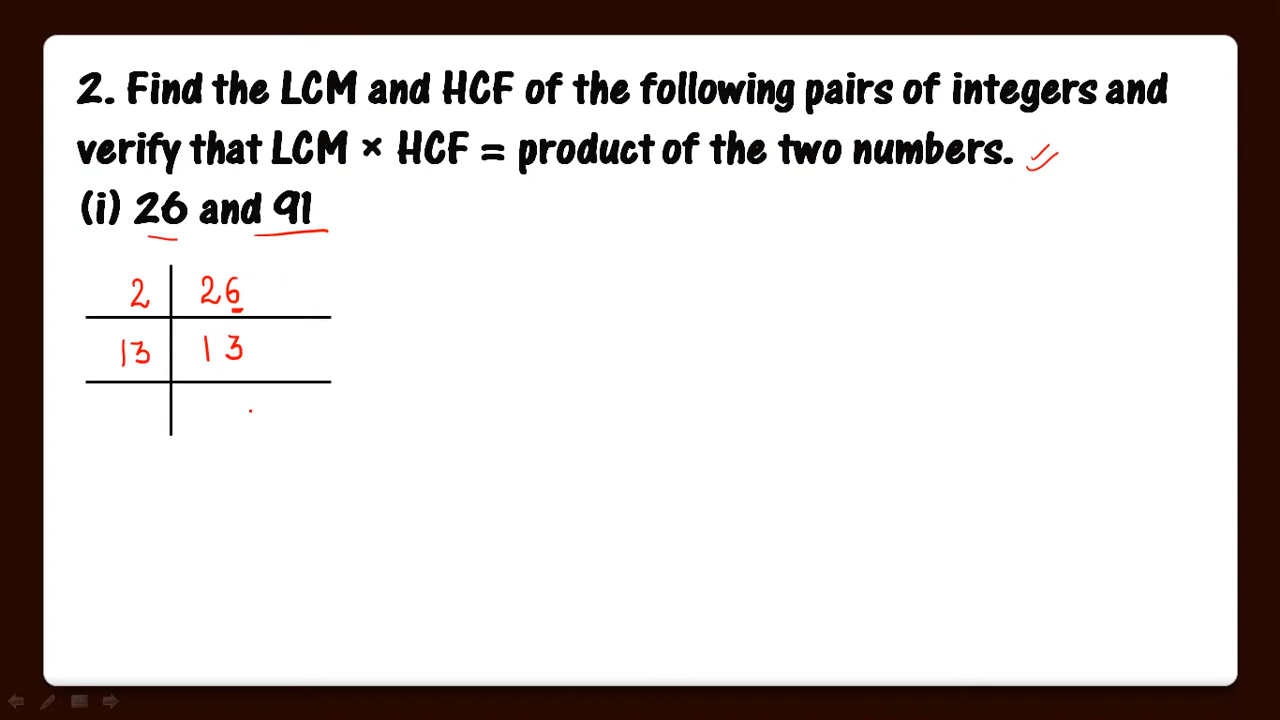 2. Find the LCM and HCF of the following pairs of integers and
verify that LCM × HCF = product of the two numbers.
(i) 26 and 91
2 26
13 13